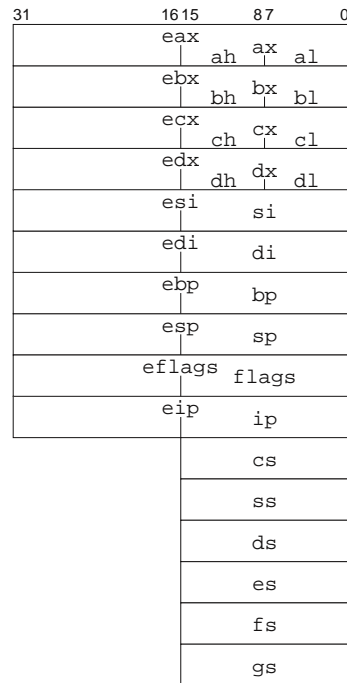 31 16 15 8 7 0
eax
ah ax al
ebx
bh bx bl
ecx
ch cx cl
edx
dh dx dl
esi
si
edi
di
ebp
bp
esp
sp
eflags
flags
eip
ip
cs
ss
ds
es
fs
gs